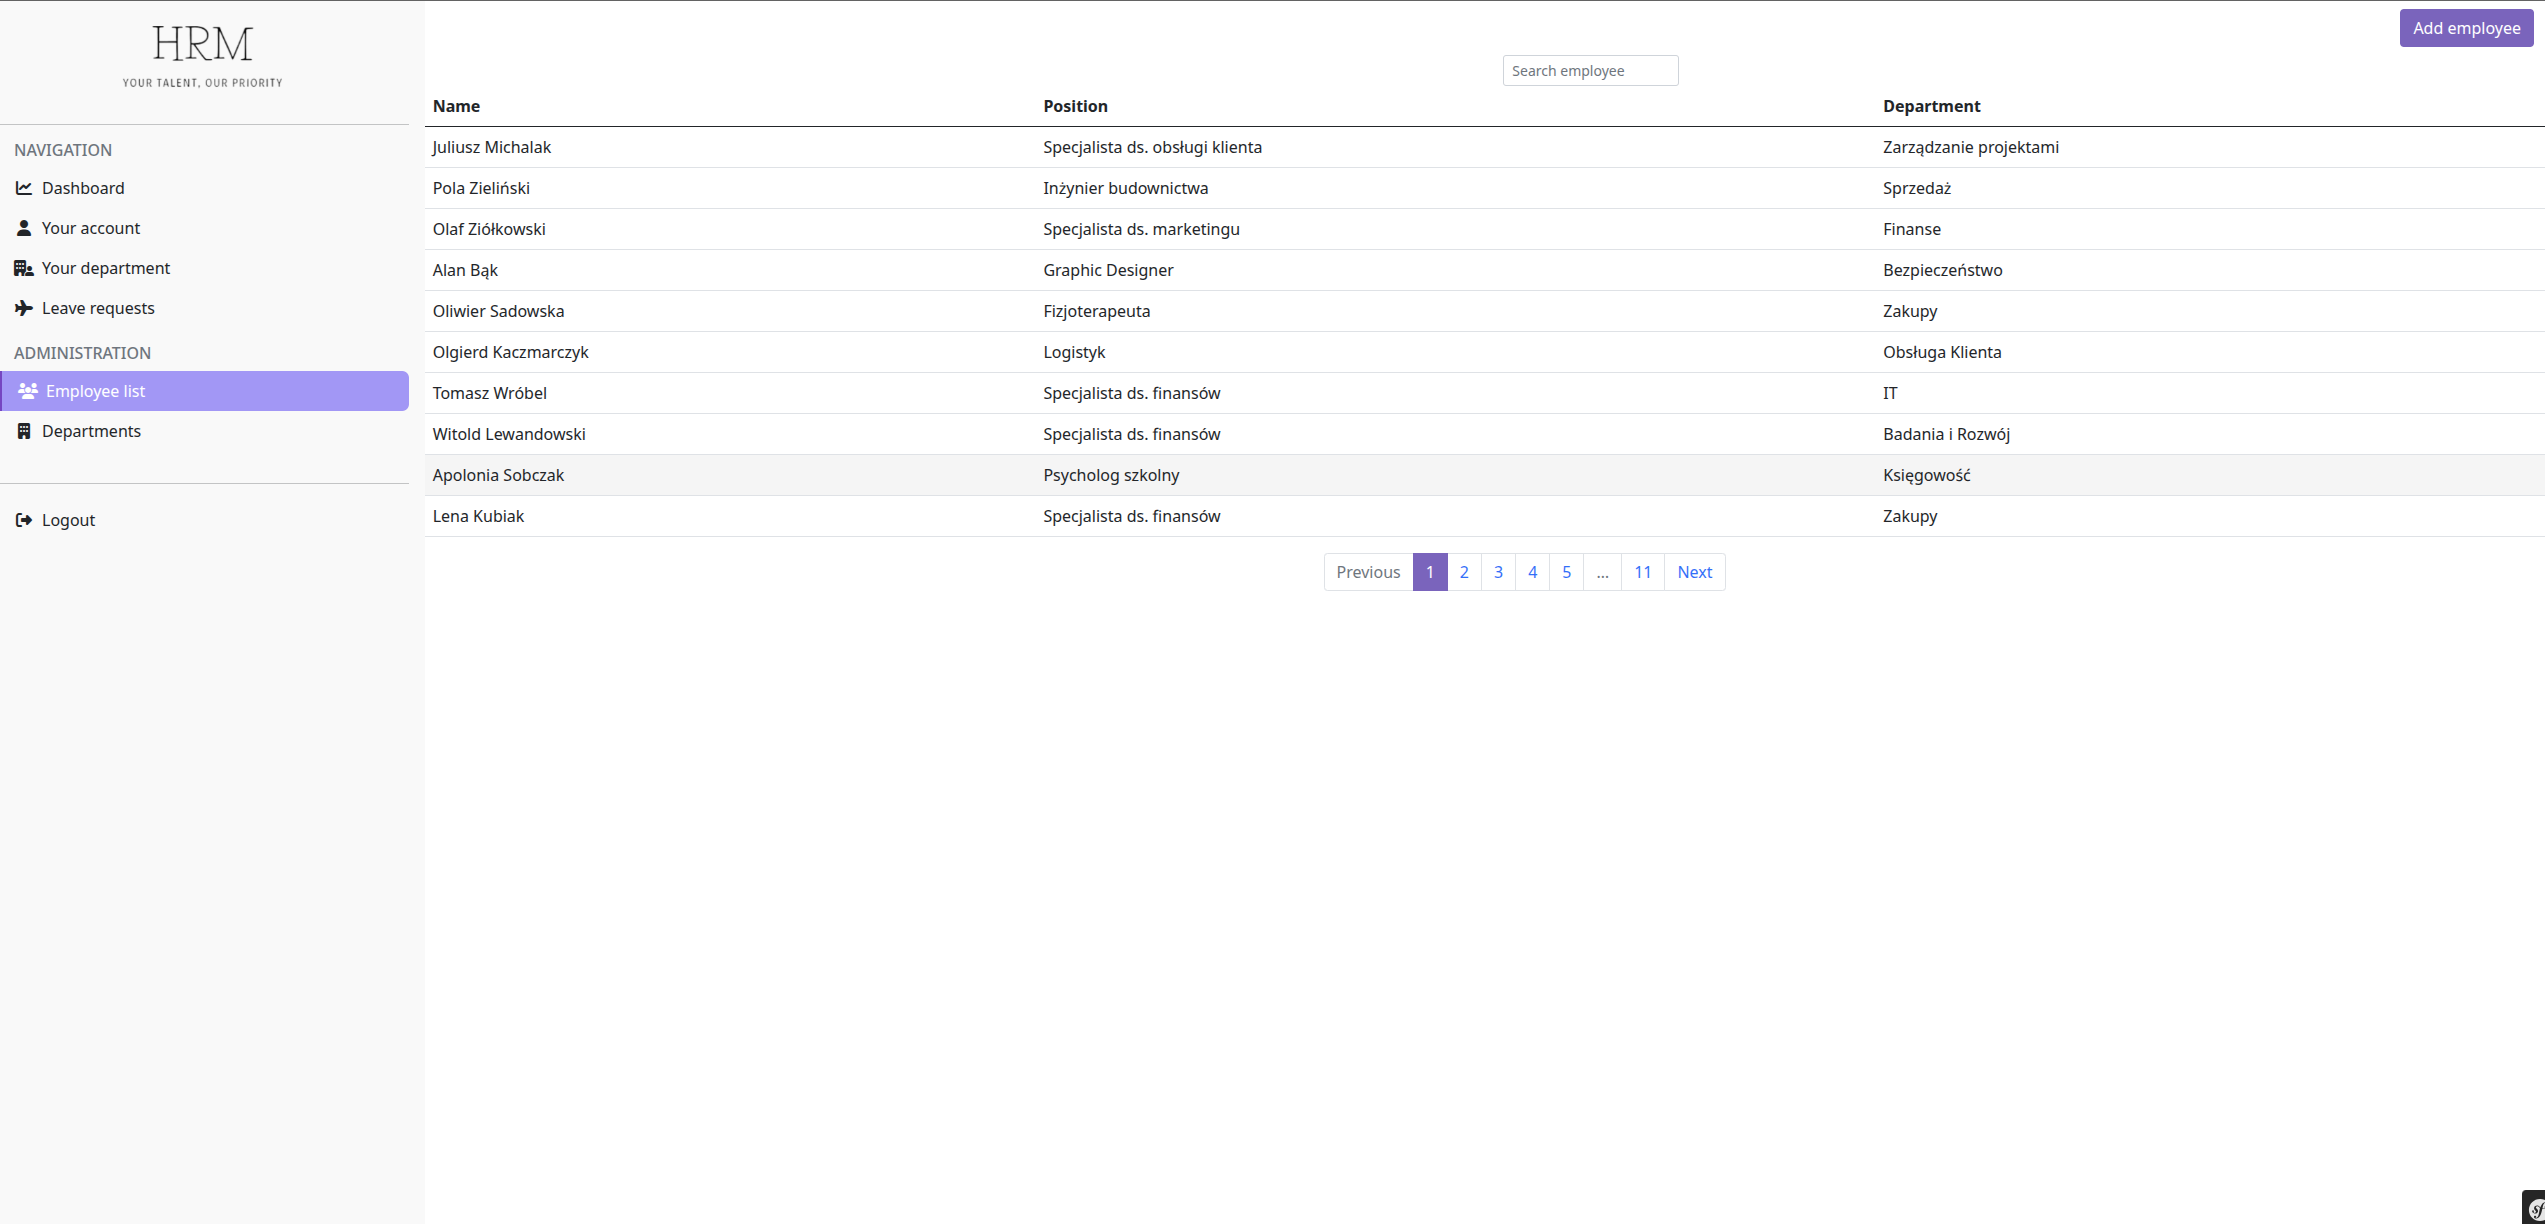 HRM
YOUR TALENT, OUR PRIORITY
NAVIGATION
Dashboard
Your account
Your department
Leave requests
ADMINISTRATION
Employee list
Departments
Logout
Add employee
Search employee
Name Position Department
Juliusz Michalak Specjalista ds. obsługi klienta Zarządzanie projektami
Pola Zieliński Inżynier budownictwa Sprzedaż
Olaf Ziółkowski Specjalista ds. marketingu Finanse
Alan Bąk Graphic Designer Bezpieczeństwo
Oliwier Sadowska Fizjoterapeuta Zakupy
Olgierd Kaczmarczyk Logistyk Obsługa Klienta
Tomasz Wróbel Specjalista ds. finansów IT
Witold Lewandowski Specjalista ds. finansów Badania i Rozwój
Apolonia Sobczak Psycholog szkolny Księgowość
Lena Kubiak Specjalista ds. finansów Zakupy
Previous 1 2 3 4 5 ... 11 Next
sf